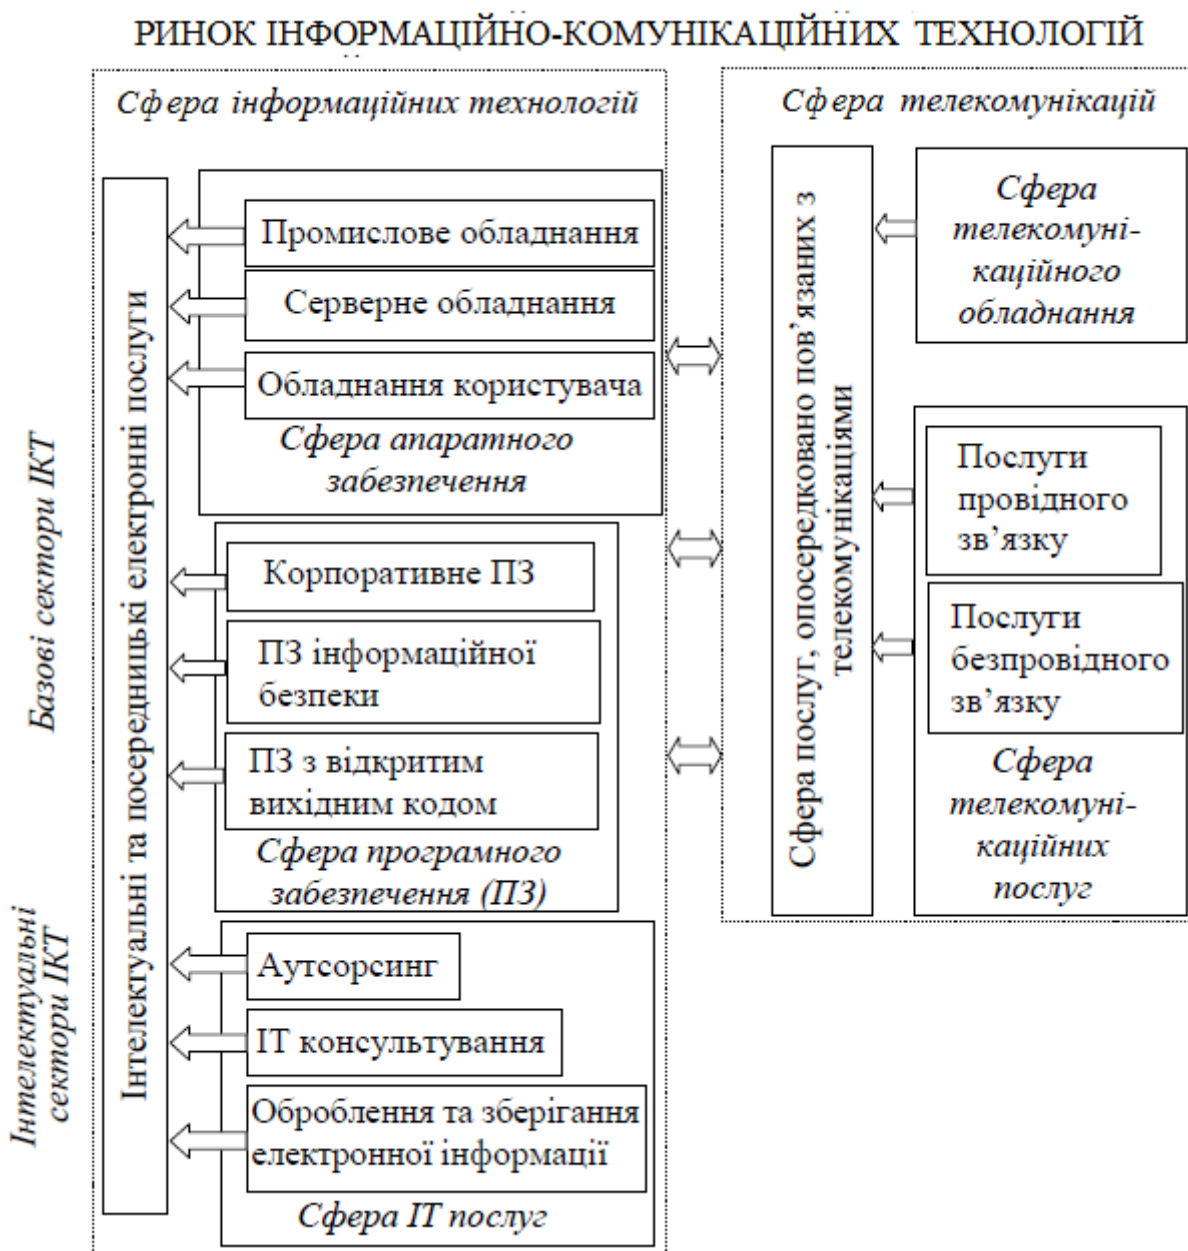 РИНОК ІНФОРМАЦІЙНО-КОМУНІКАЦІЙНИХ ТЕХНОЛОГІЙ
Сфера інформаційних технологій
Базові сектори ІКТ
Інтелектуальні
сектори ІКТ
Інтелектуальні та посередницькі електронні послуги
Промислове обладнання
Серверне обладнання
Обладнання користувача
Сфера апаратного
забезпечення
Корпоративне ПЗ
ПЗ інформаційної
безпеки
ПЗ з відкритим
вихідним кодом
Сфера програмного
забезпечення (ПЗ)
Аутсорсинг
ІТ консультування
Оброблення та зберігання
електронної інформації
Сфера ІТ послуг
Сфера телекомунікацій
Сфера послуг, опосередковано пов’язаних з
телекомунікаціями
Сфера
телекомуні-
каційного
обладнання
Послуги
провідного
зв’язку
Послуги
безпровідного
зв’язку
Сфера
телекомуні-
каційних
послуг